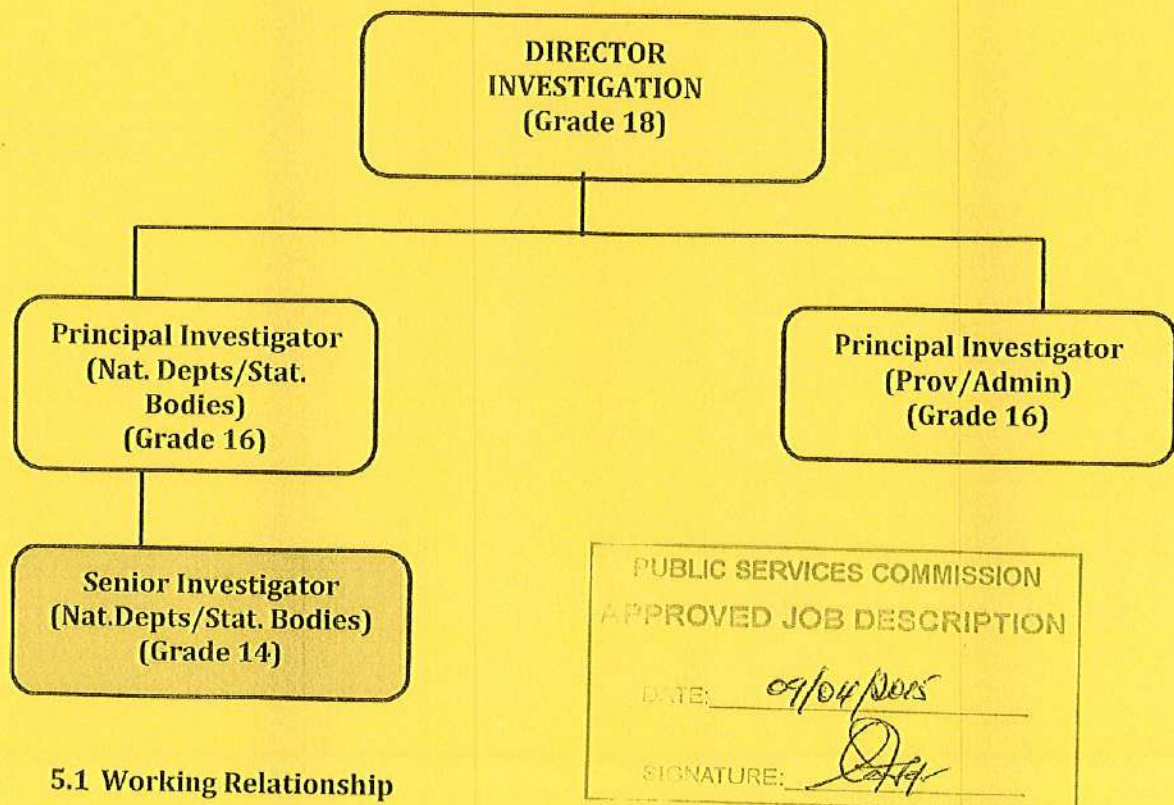 DIRECTOR
INVESTIGATION
(Grade 18)
Principal Investigator
(Nat. Depts/Stat.
Bodies)
(Grade 16)
Principal Investigator
(Prov/Admin)
(Grade 16)
Senior Investigator
(Nat.Depts/Stat. Bodies)
(Grade 14)
PUBLIC SERVICES COMMISSION
APPROVED JOB DESCRIPTION
DATE: 09/04/2015
SIGNATURE:
5.1 Working Relationship